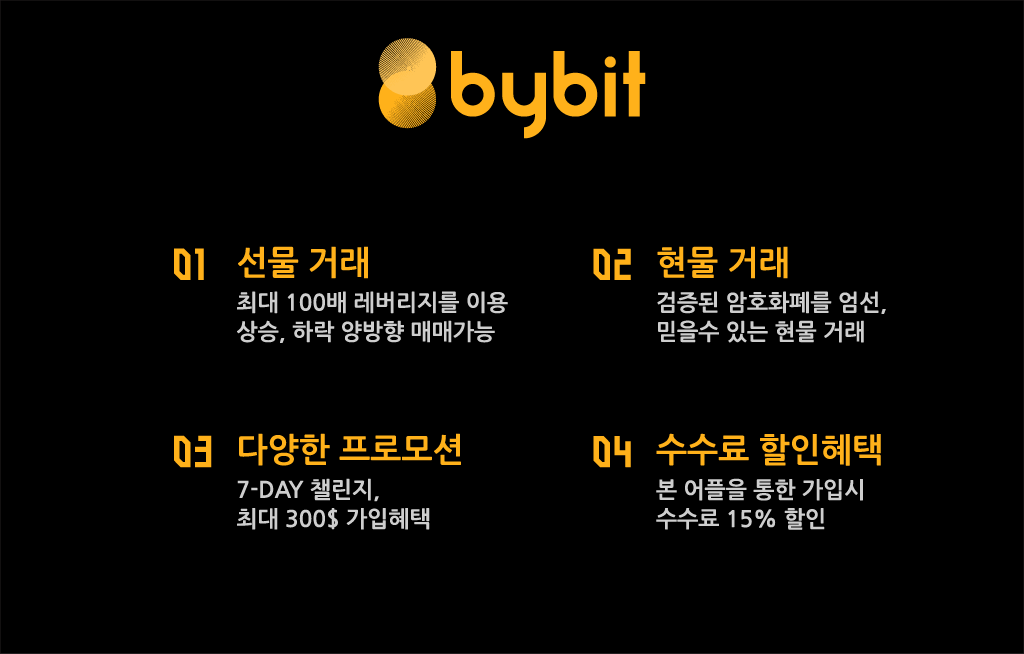 bybit
01 선물 거래
최대 100배 레버리지를 이용
상승, 하락 양방향 매매가능
02 현물 거래
검증된 암호화폐를 엄선,
믿을수 있는 현물 거래
03 다양한 프로모션
7-DAY 챌린지,
최대 300$ 가입혜택
04 수수료 할인혜택
본 어플을 통한 가입시
수수료 15% 할인